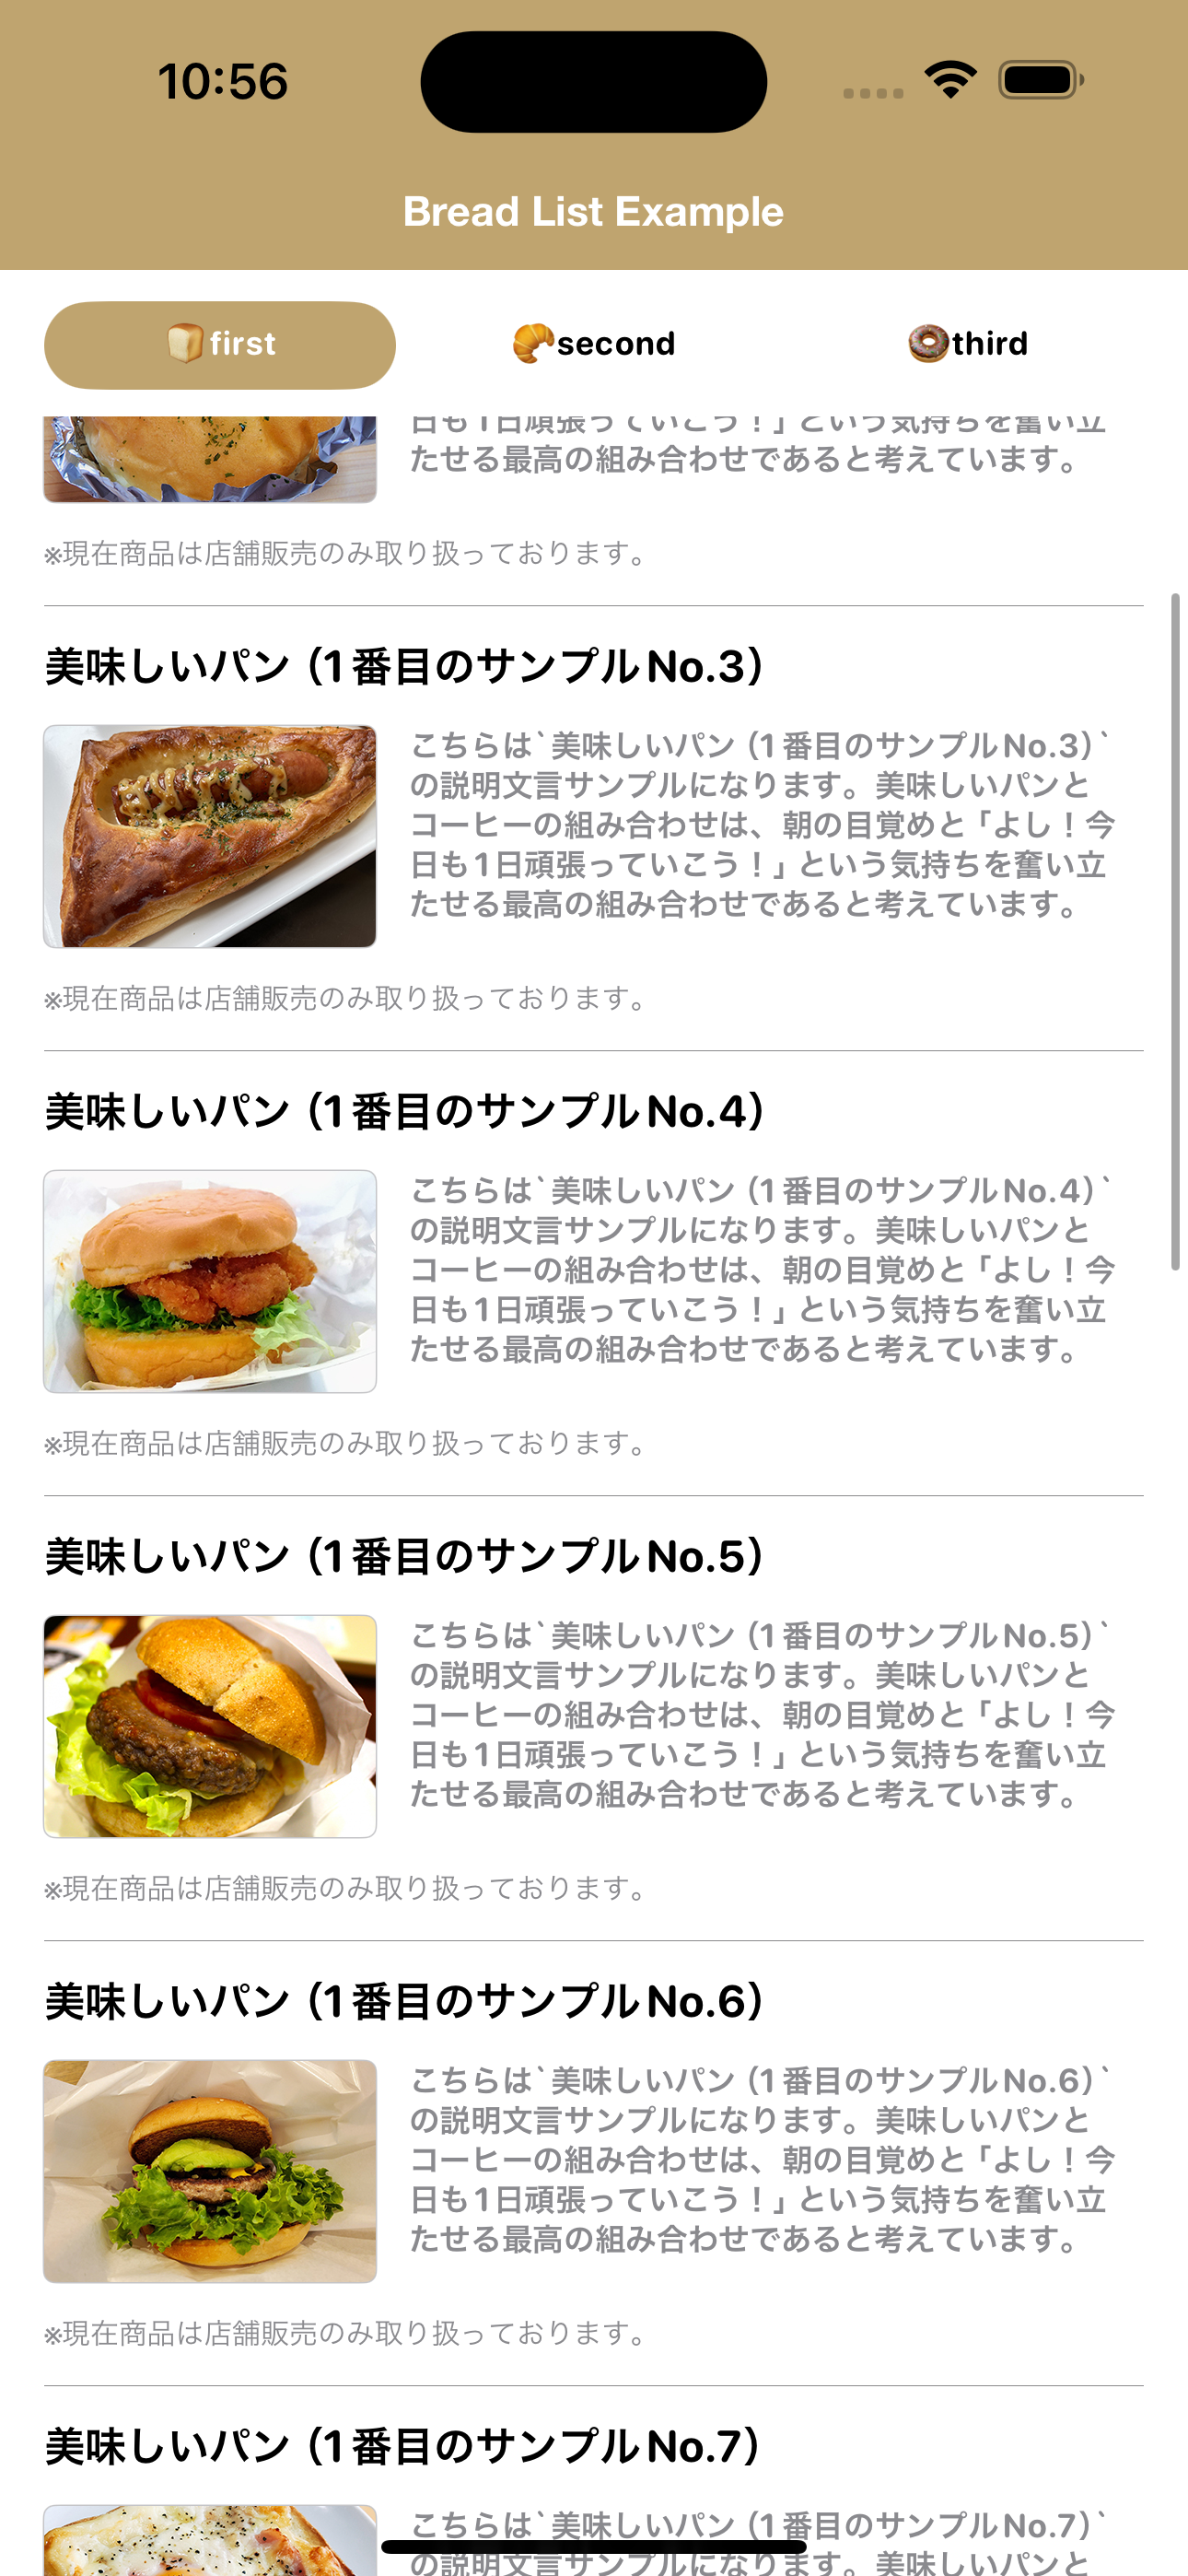 10:56
Bread List Example
🍞first
🥐second
🍩third
日も1日頑張っていこう！」という気持ちを奮い立
たせる最高の組み合わせであると考えています。
※現在商品は店舗販売のみ取り扱っております。
美味しいパン（1番目のサンプルNo.3）
こちらは`美味しいパン（1番目のサンプルNo.3）`
の説明文言サンプルになります。美味しいパンと
コーヒーの組み合わせは、朝の目覚めと「よし！今
日も1日頑張っていこう！」という気持ちを奮い立
たせる最高の組み合わせであると考えています。
※現在商品は店舗販売のみ取り扱っております。
美味しいパン（1番目のサンプルNo.4）
こちらは`美味しいパン（1番目のサンプルNo.4）`
の説明文言サンプルになります。美味しいパンと
コーヒーの組み合わせは、朝の目覚めと「よし！今
日も1日頑張っていこう！」という気持ちを奮い立
たせる最高の組み合わせであると考えています。
※現在商品は店舗販売のみ取り扱っております。
美味しいパン（1番目のサンプルNo.5）
こちらは`美味しいパン（1番目のサンプルNo.5）`
の説明文言サンプルになります。美味しいパンと
コーヒーの組み合わせは、朝の目覚めと「よし！今
日も1日頑張っていこう！」という気持ちを奮い立
たせる最高の組み合わせであると考えています。
※現在商品は店舗販売のみ取り扱っております。
美味しいパン（1番目のサンプルNo.6）
こちらは`美味しいパン（1番目のサンプルNo.6）`
の説明文言サンプルになります。美味しいパンと
コーヒーの組み合わせは、朝の目覚めと「よし！今
日も1日頑張っていこう！」という気持ちを奮い立
たせる最高の組み合わせであると考えています。
※現在商品は店舗販売のみ取り扱っております。
美味しいパン（1番目のサンプルNo.7）
こちらは`美味しいパン（1番目のサンプルNo.7）`
の説明文言サンプルになります。美味しいパンと